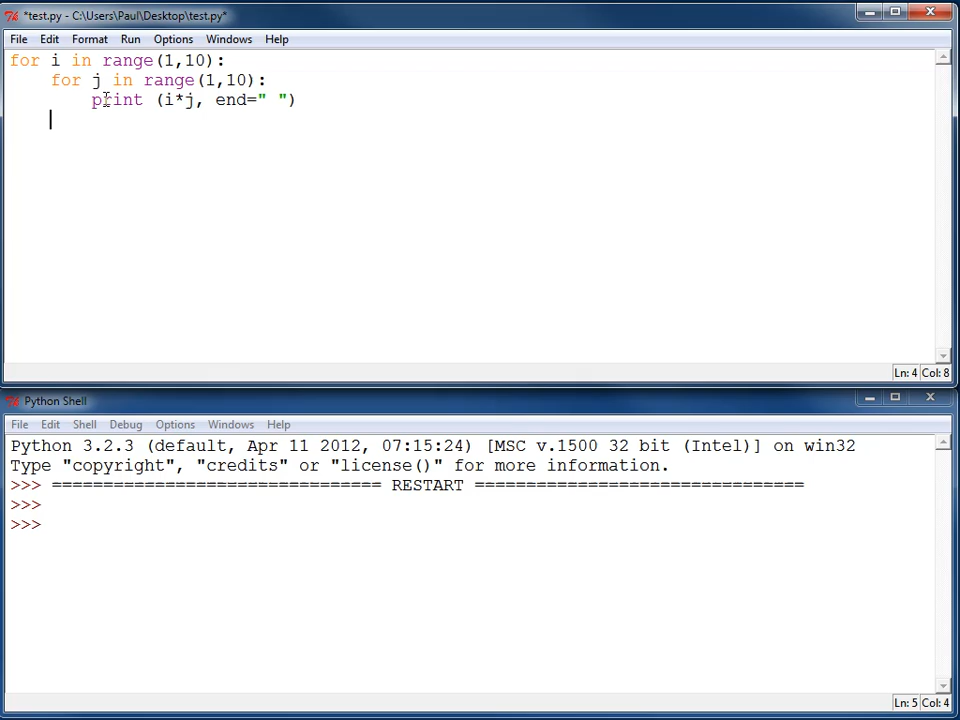 *test.py - C:\Users\Paul\Desktop\test.py*
File Edit Format Run Options Windows Help
for i in range(1,10):
    for j in range(1,10):
        print (i*j, end=" ")
Ln: 4 Col: 8
Python Shell
File Edit Shell Debug Options Windows Help
Python 3.2.3 (default, Apr 11 2012, 07:15:24) [MSC v.1500 32 bit (Intel)] on win32
Type "copyright", "credits" or "license()" for more information.
>>> ================================ RESTART ================================
>>>
>>>
Ln: 5 Col: 4